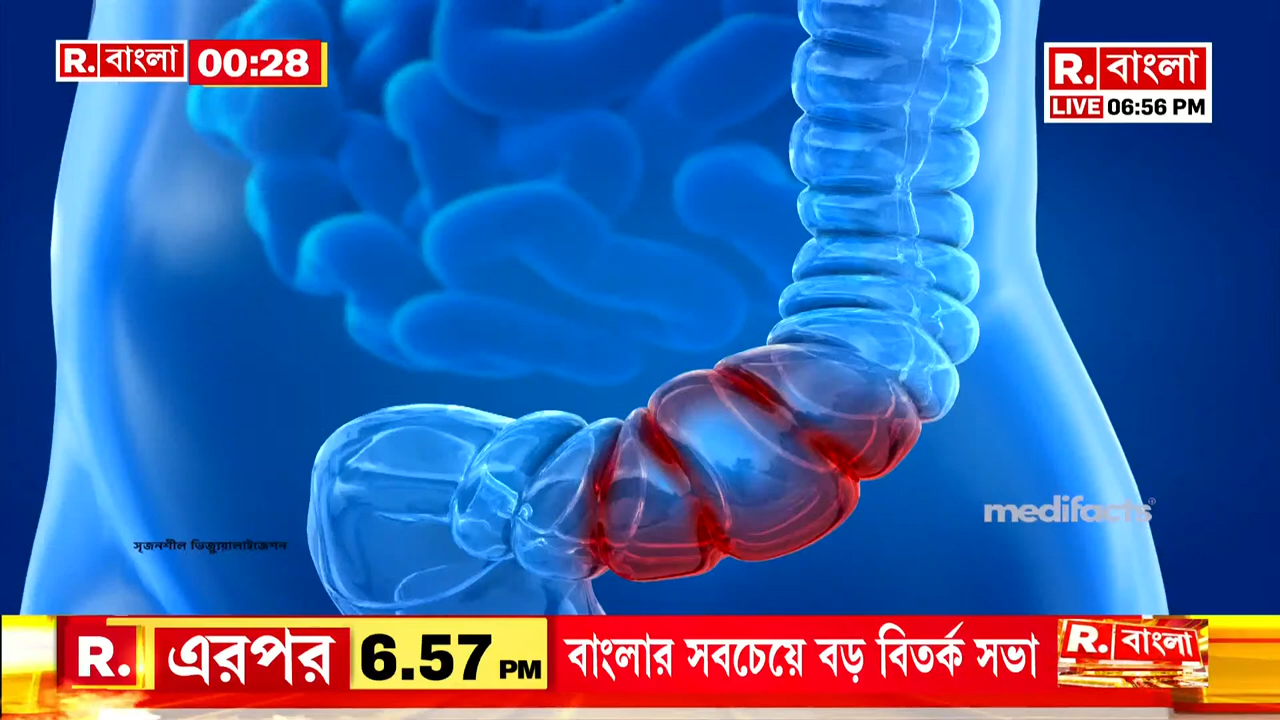 R. বাংলা 00:28
R. বাংলা
LIVE 06:56 PM
medifacts
সৃজনশীল ভিজ্যুয়ালাইজেশন
R. এরপর 6.57 PM বাংলার সবচেয়ে বড় বিতর্ক সভা R. বাংলা